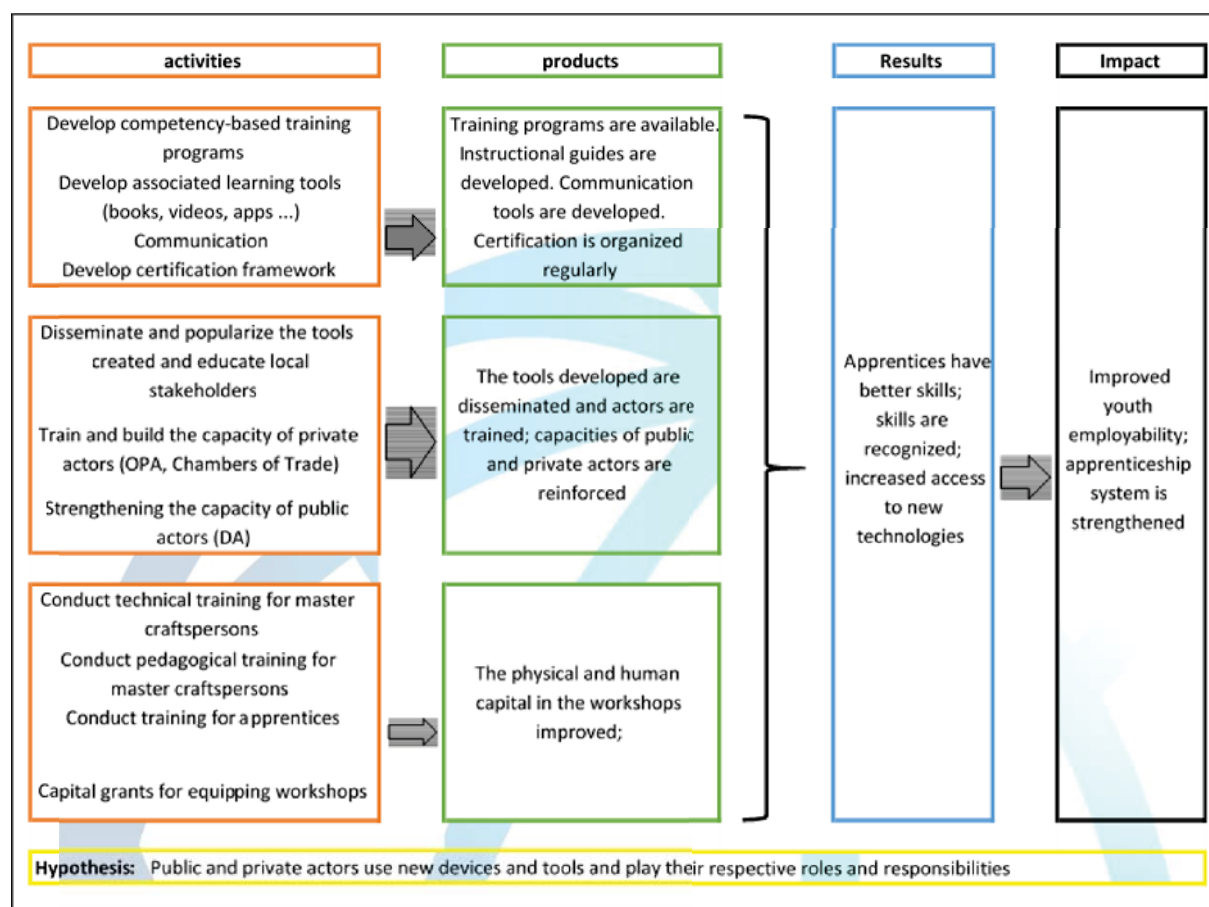 activities
products
Results
Impact
Develop competency-based training
programs
Develop associated learning tools
(books, videos, apps ...)
Communication
Develop certification framework
Training programs are available.
Instructional guides are
developed. Communication
tools are developed.
Certification is organized
regularly
Disseminate and popularize the tools
created and educate local
stakeholders
Train and build the capacity of private
actors (OPA, Chambers of Trade)
Strengthening the capacity of public
actors (DA)
The tools developed are
disseminated and actors are
trained; capacities of public
and private actors are
reinforced
Conduct technical training for master
craftspersons
Conduct pedagogical training for
master craftspersons
Conduct training for apprentices
Capital grants for equipping workshops
The physical and human
capital in the workshops
improved;
Apprentices have
better skills;
skills are
recognized;
increased access
to new
technologies
Improved
youth
employability;
apprenticeship
system is
strengthened
Hypothesis: Public and private actors use new devices and tools and play their respective roles and responsibilities